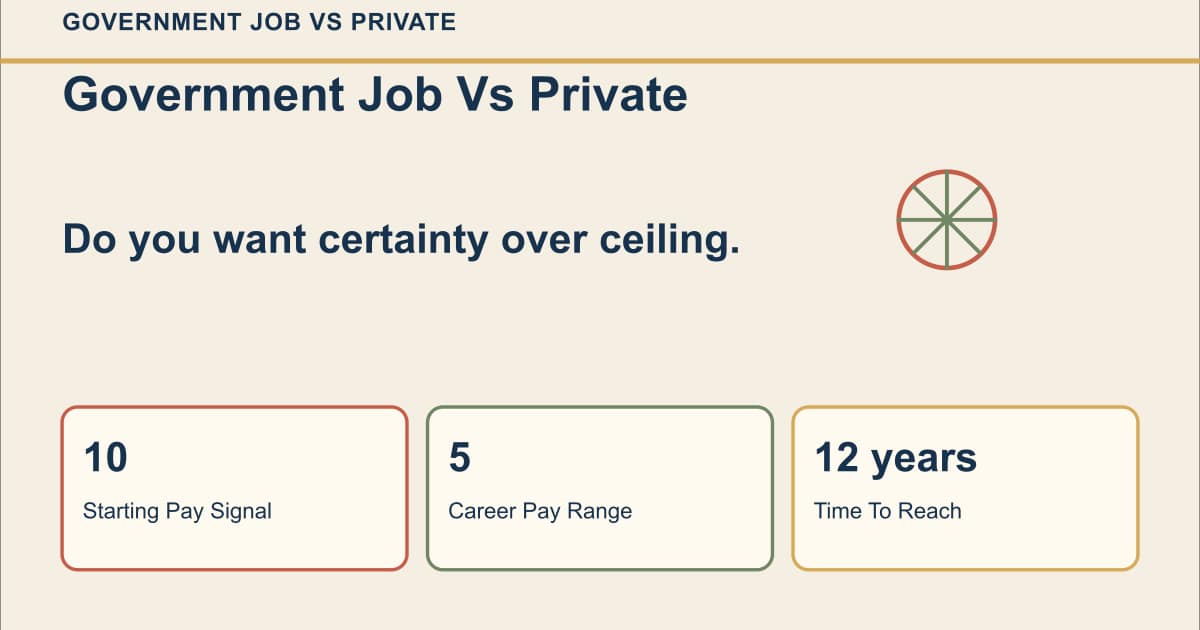 GOVERNMENT JOB VS PRIVATE
Government Job Vs Private
Do you want certainty over ceiling.
10
Starting Pay Signal
5
Career Pay Range
12 years
Time To Reach